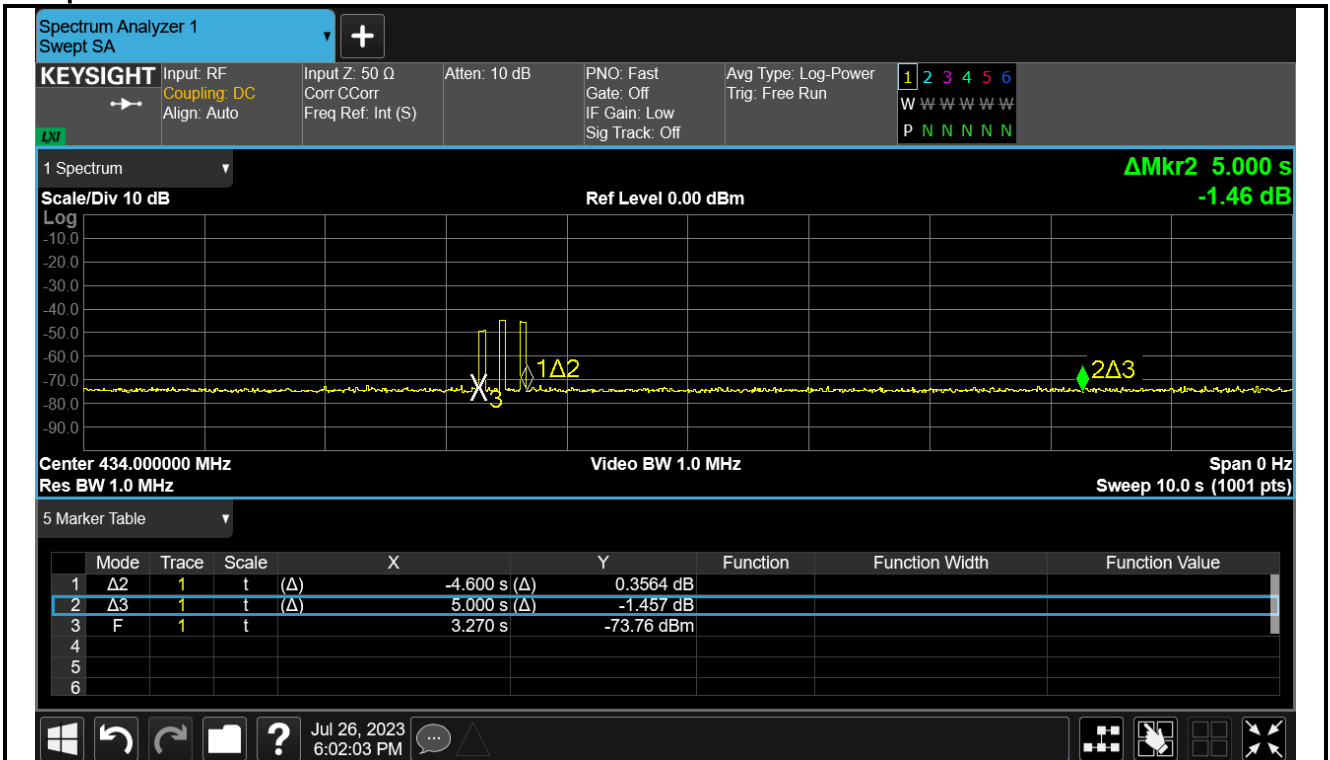 Spectrum Analyzer 1
Swept SA
KEYSIGHT
LXI
Input: RF
Coupling: DC
Align: Auto
Input Z: 50 Ω
Corr CCorr
Freq Ref: Int (S)
Atten: 10 dB
PNO: Fast
Gate: Off
IF Gain: Low
Sig Track: Off
Avg Type: Log-Power
Trig: Free Run
1 2 3 4 5 6
W W W W W W
P N N N N N
1 Spectrum
ΔMkr2 5.000 s
Scale/Div 10 dB Ref Level 0.00 dBm -1.46 dB
Log
-10.0
-20.0
-30.0
-40.0
-50.0
-60.0
-70.0
-80.0
-90.0
1Δ2
2Δ3
X3
Center 434.000000 MHz Video BW 1.0 MHz Span 0 Hz
Res BW 1.0 MHz Sweep 10.0 s (1001 pts)
5 Marker Table
Mode Trace Scale X Y Function Function Width Function Value
1 Δ2 1 t (Δ) -4.600 s (Δ) 0.3564 dB
2 Δ3 1 t (Δ) 5.000 s (Δ) -1.457 dB
3 F 1 t 3.270 s -73.76 dBm
4
5
6
?
Jul 26, 2023
6:02:03 PM